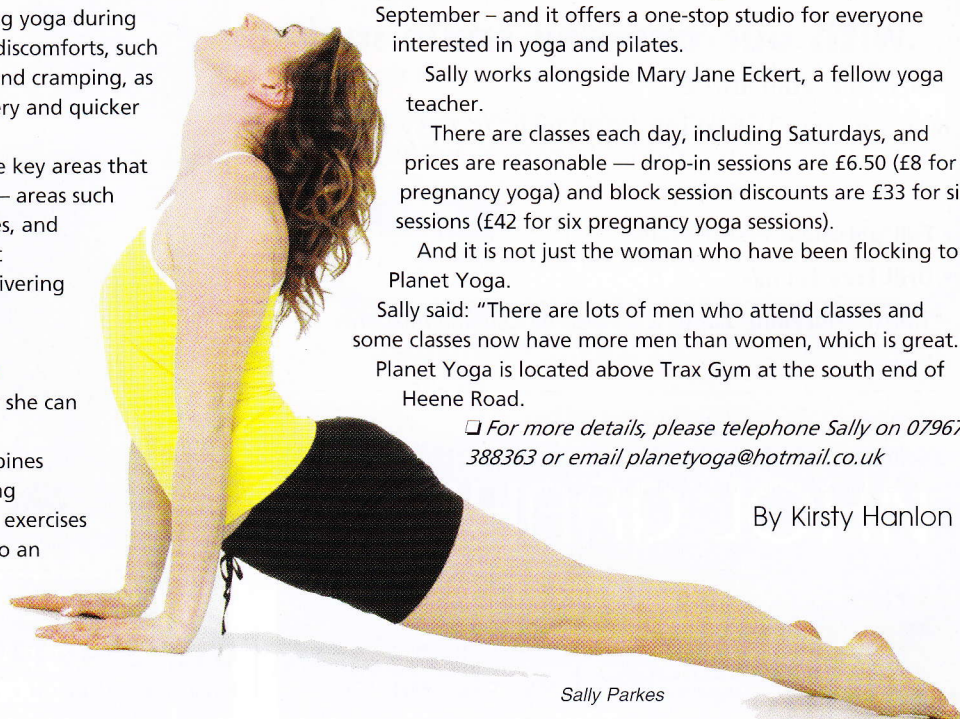 g yoga during
discomforts, such
nd cramping, as
ery and quicker
e key areas that
– areas such
es, and
t
ivering
she can
bines
ng
exercises
o an
September – and it offers a one-stop studio for everyone
interested in yoga and pilates.
Sally works alongside Mary Jane Eckert, a fellow yoga
teacher.
There are classes each day, including Saturdays, and
prices are reasonable — drop-in sessions are £6.50 (£8 for
pregnancy yoga) and block session discounts are £33 for si
sessions (£42 for six pregnancy yoga sessions).
And it is not just the woman who have been flocking to
Planet Yoga.
Sally said: “There are lots of men who attend classes and
some classes now have more men than women, which is great.
Planet Yoga is located above Trax Gym at the south end of
Heene Road.
❏ For more details, please telephone Sally on 07967
388363 or email planetyoga@hotmail.co.uk
By Kirsty Hanlon
Sally Parkes